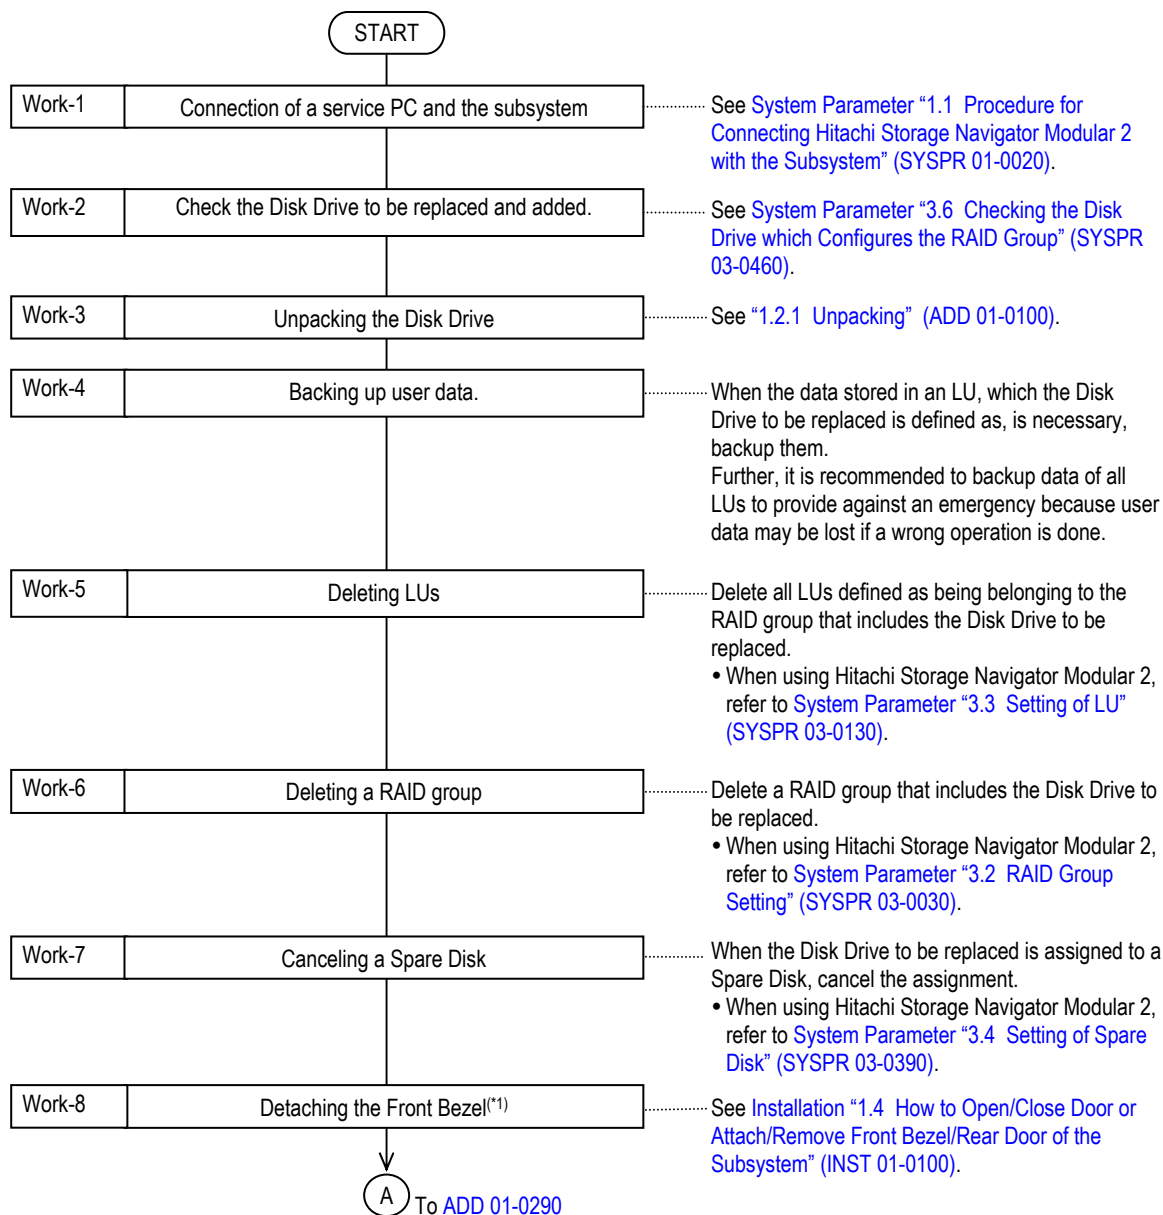 START
Work-1
Connection of a service PC and the subsystem
See System Parameter “1.1 Procedure for
Connecting Hitachi Storage Navigator Modular 2
with the Subsystem” (SYSPR 01-0020).
Work-2
Check the Disk Drive to be replaced and added.
See System Parameter “3.6 Checking the Disk
Drive which Configures the RAID Group” (SYSPR
03-0460).
Work-3
Unpacking the Disk Drive
See “1.2.1 Unpacking” (ADD 01-0100).
Work-4
Backing up user data.
When the data stored in an LU, which the Disk
Drive to be replaced is defined as, is necessary,
backup them.
Further, it is recommended to backup data of all
LUs to provide against an emergency because user
data may be lost if a wrong operation is done.
Work-5
Deleting LUs
Delete all LUs defined as being belonging to the
RAID group that includes the Disk Drive to be
replaced.
• When using Hitachi Storage Navigator Modular 2,
refer to System Parameter “3.3 Setting of LU”
(SYSPR 03-0130).
Work-6
Deleting a RAID group
Delete a RAID group that includes the Disk Drive to
be replaced.
• When using Hitachi Storage Navigator Modular 2,
refer to System Parameter “3.2 RAID Group
Setting” (SYSPR 03-0030).
Work-7
Canceling a Spare Disk
When the Disk Drive to be replaced is assigned to a
Spare Disk, cancel the assignment.
• When using Hitachi Storage Navigator Modular 2,
refer to System Parameter “3.4 Setting of Spare
Disk” (SYSPR 03-0390).
Work-8
Detaching the Front Bezel(*1)
See Installation “1.4 How to Open/Close Door or
Attach/Remove Front Bezel/Rear Door of the
Subsystem” (INST 01-0100).
A
To ADD 01-0290